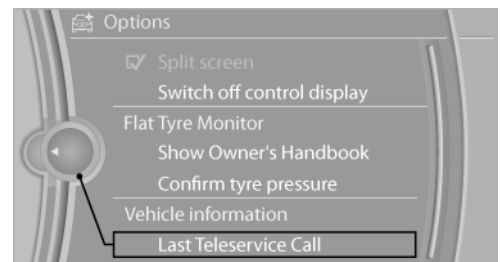 Options
Split screen
Switch off control display
Flat Tyre Monitor
Show Owner's Handbook
Confirm tyre pressure
Vehicle information
Last Teleservice Call